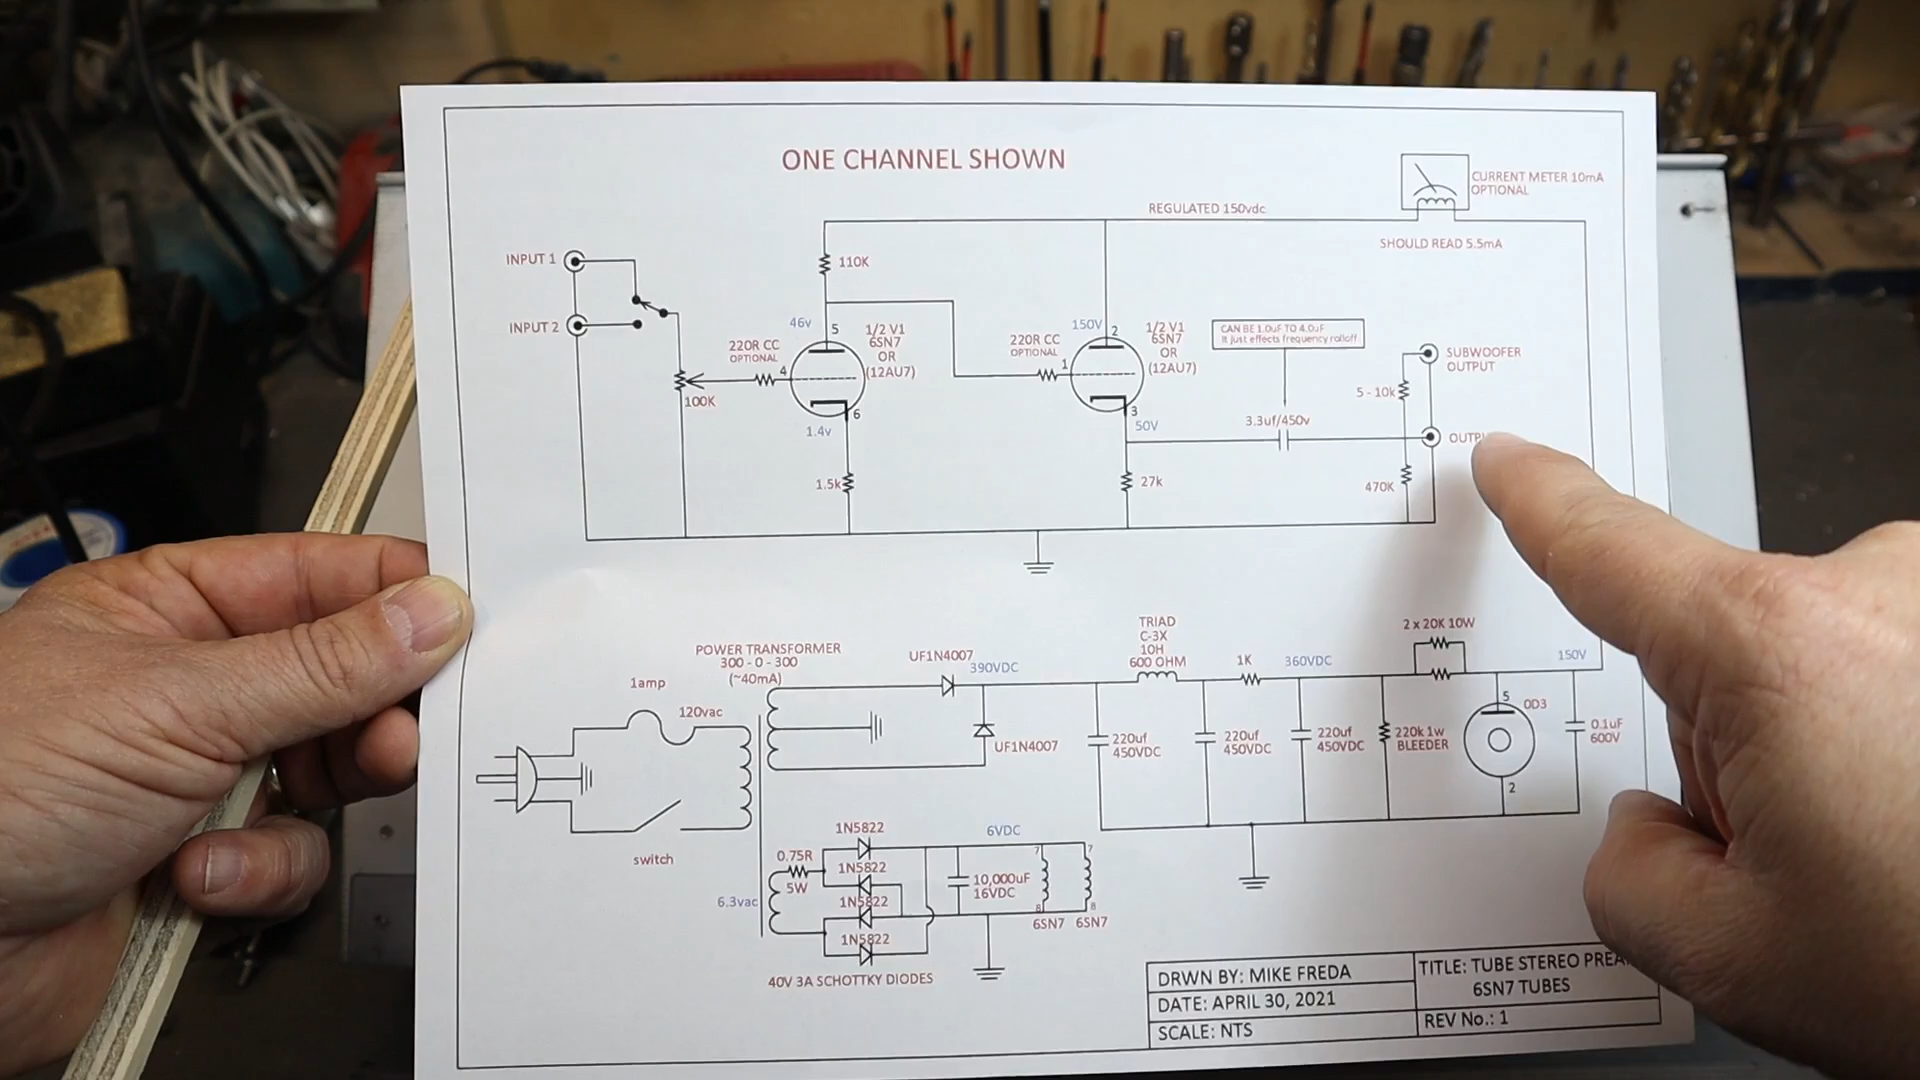 ONE CHANNEL SHOWN
CURRENT METER 10mA
OPTIONAL
REGULATED 150vdc
SHOULD READ 5.5mA
INPUT 1
110K
INPUT 2
46v
5
1/2 V1
6SN7
OR
(12AU7)
220R CC
OPTIONAL
4
100K
6
1.4v
1.5k
220R CC
OPTIONAL
1
150V
2
1/2 V1
6SN7
OR
(12AU7)
3
50V
27k
CAN BE 1.0uF TO 4.0uF
It just effects frequency rolloff
3.3uf/450v
SUBWOOFER
OUTPUT
5 - 10k
470K
POWER TRANSFORMER
300 - 0 - 300
(~40mA)
1amp
120vac
switch
UF1N4007
390VDC
UF1N4007
TRIAD
C-3X
10H
600 OHM
1K
360VDC
2 x 20K 10W
150V
220uf
450VDC
220uf
450VDC
220uf
450VDC
220k 1w
BLEEDER
5
OD3
2
0.1uF
600V
1N5822
0.75R
5W
1N5822
6.3vac
1N5822
1N5822
6VDC
10,000uF
16VDC
7
7
8
8
6SN7
6SN7
40V 3A SCHOTTKY DIODES
DRWN BY: MIKE FREDA
DATE: APRIL 30, 2021
SCALE: NTS
TITLE: TUBE STEREO
6SN7 TUBES
REV No.: 1